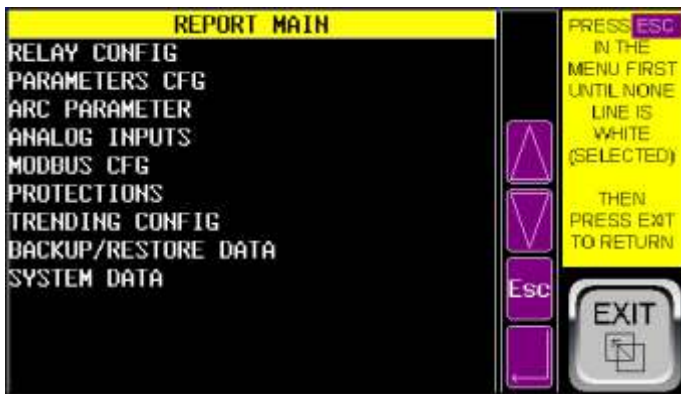 REPORT MAIN
RELAY CONFIG
PARAMETERS CFG
ARC PARAMETER
ANALOG INPUTS
MODBUS CFG
PROTECTIONS
TRENDING CONFIG
BACKUP/RESTORE DATA
SYSTEM DATA
Esc
PRESS ESC
IN THE
MENU FIRST
UNTIL NONE
LINE IS
WHITE
(SELECTED)
THEN
PRESS EXIT
TO RETURN
EXIT